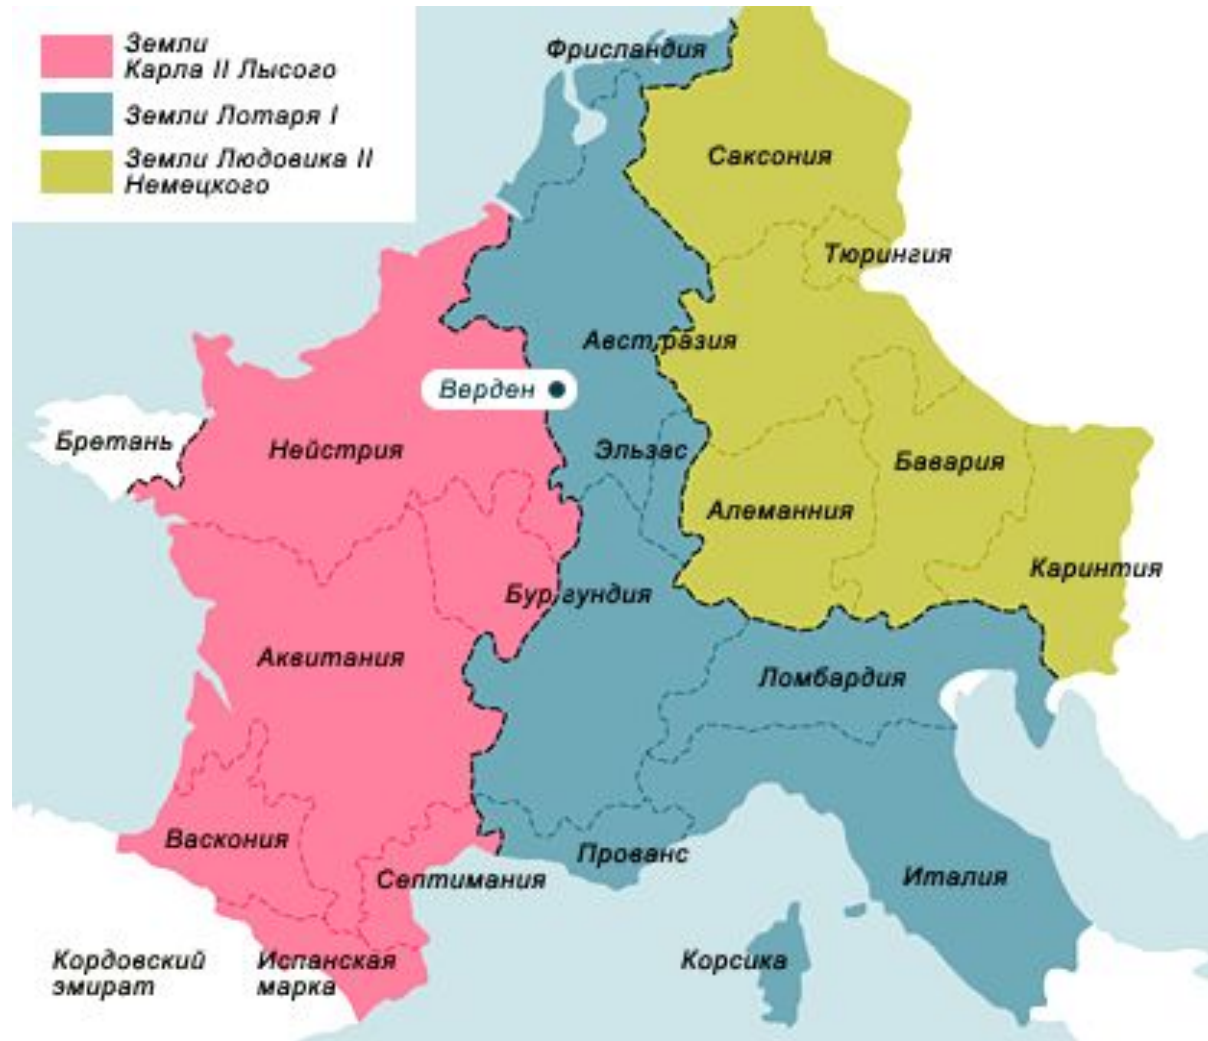 Земли
Карла II Лысого
Земли Лотаря I
Земли Людовика II
Немецкого
Фрисландия
Саксония
Тюрингия
Австразия
Верден
Бретань
Нейстрия
Эльзас
Бавария
Алеманния
Каринтия
Бургундия
Аквитания
Ломбардия
Васкония
Прованс
Септимания
Италия
Кордовский
эмират
Испанская
марка
Корсика